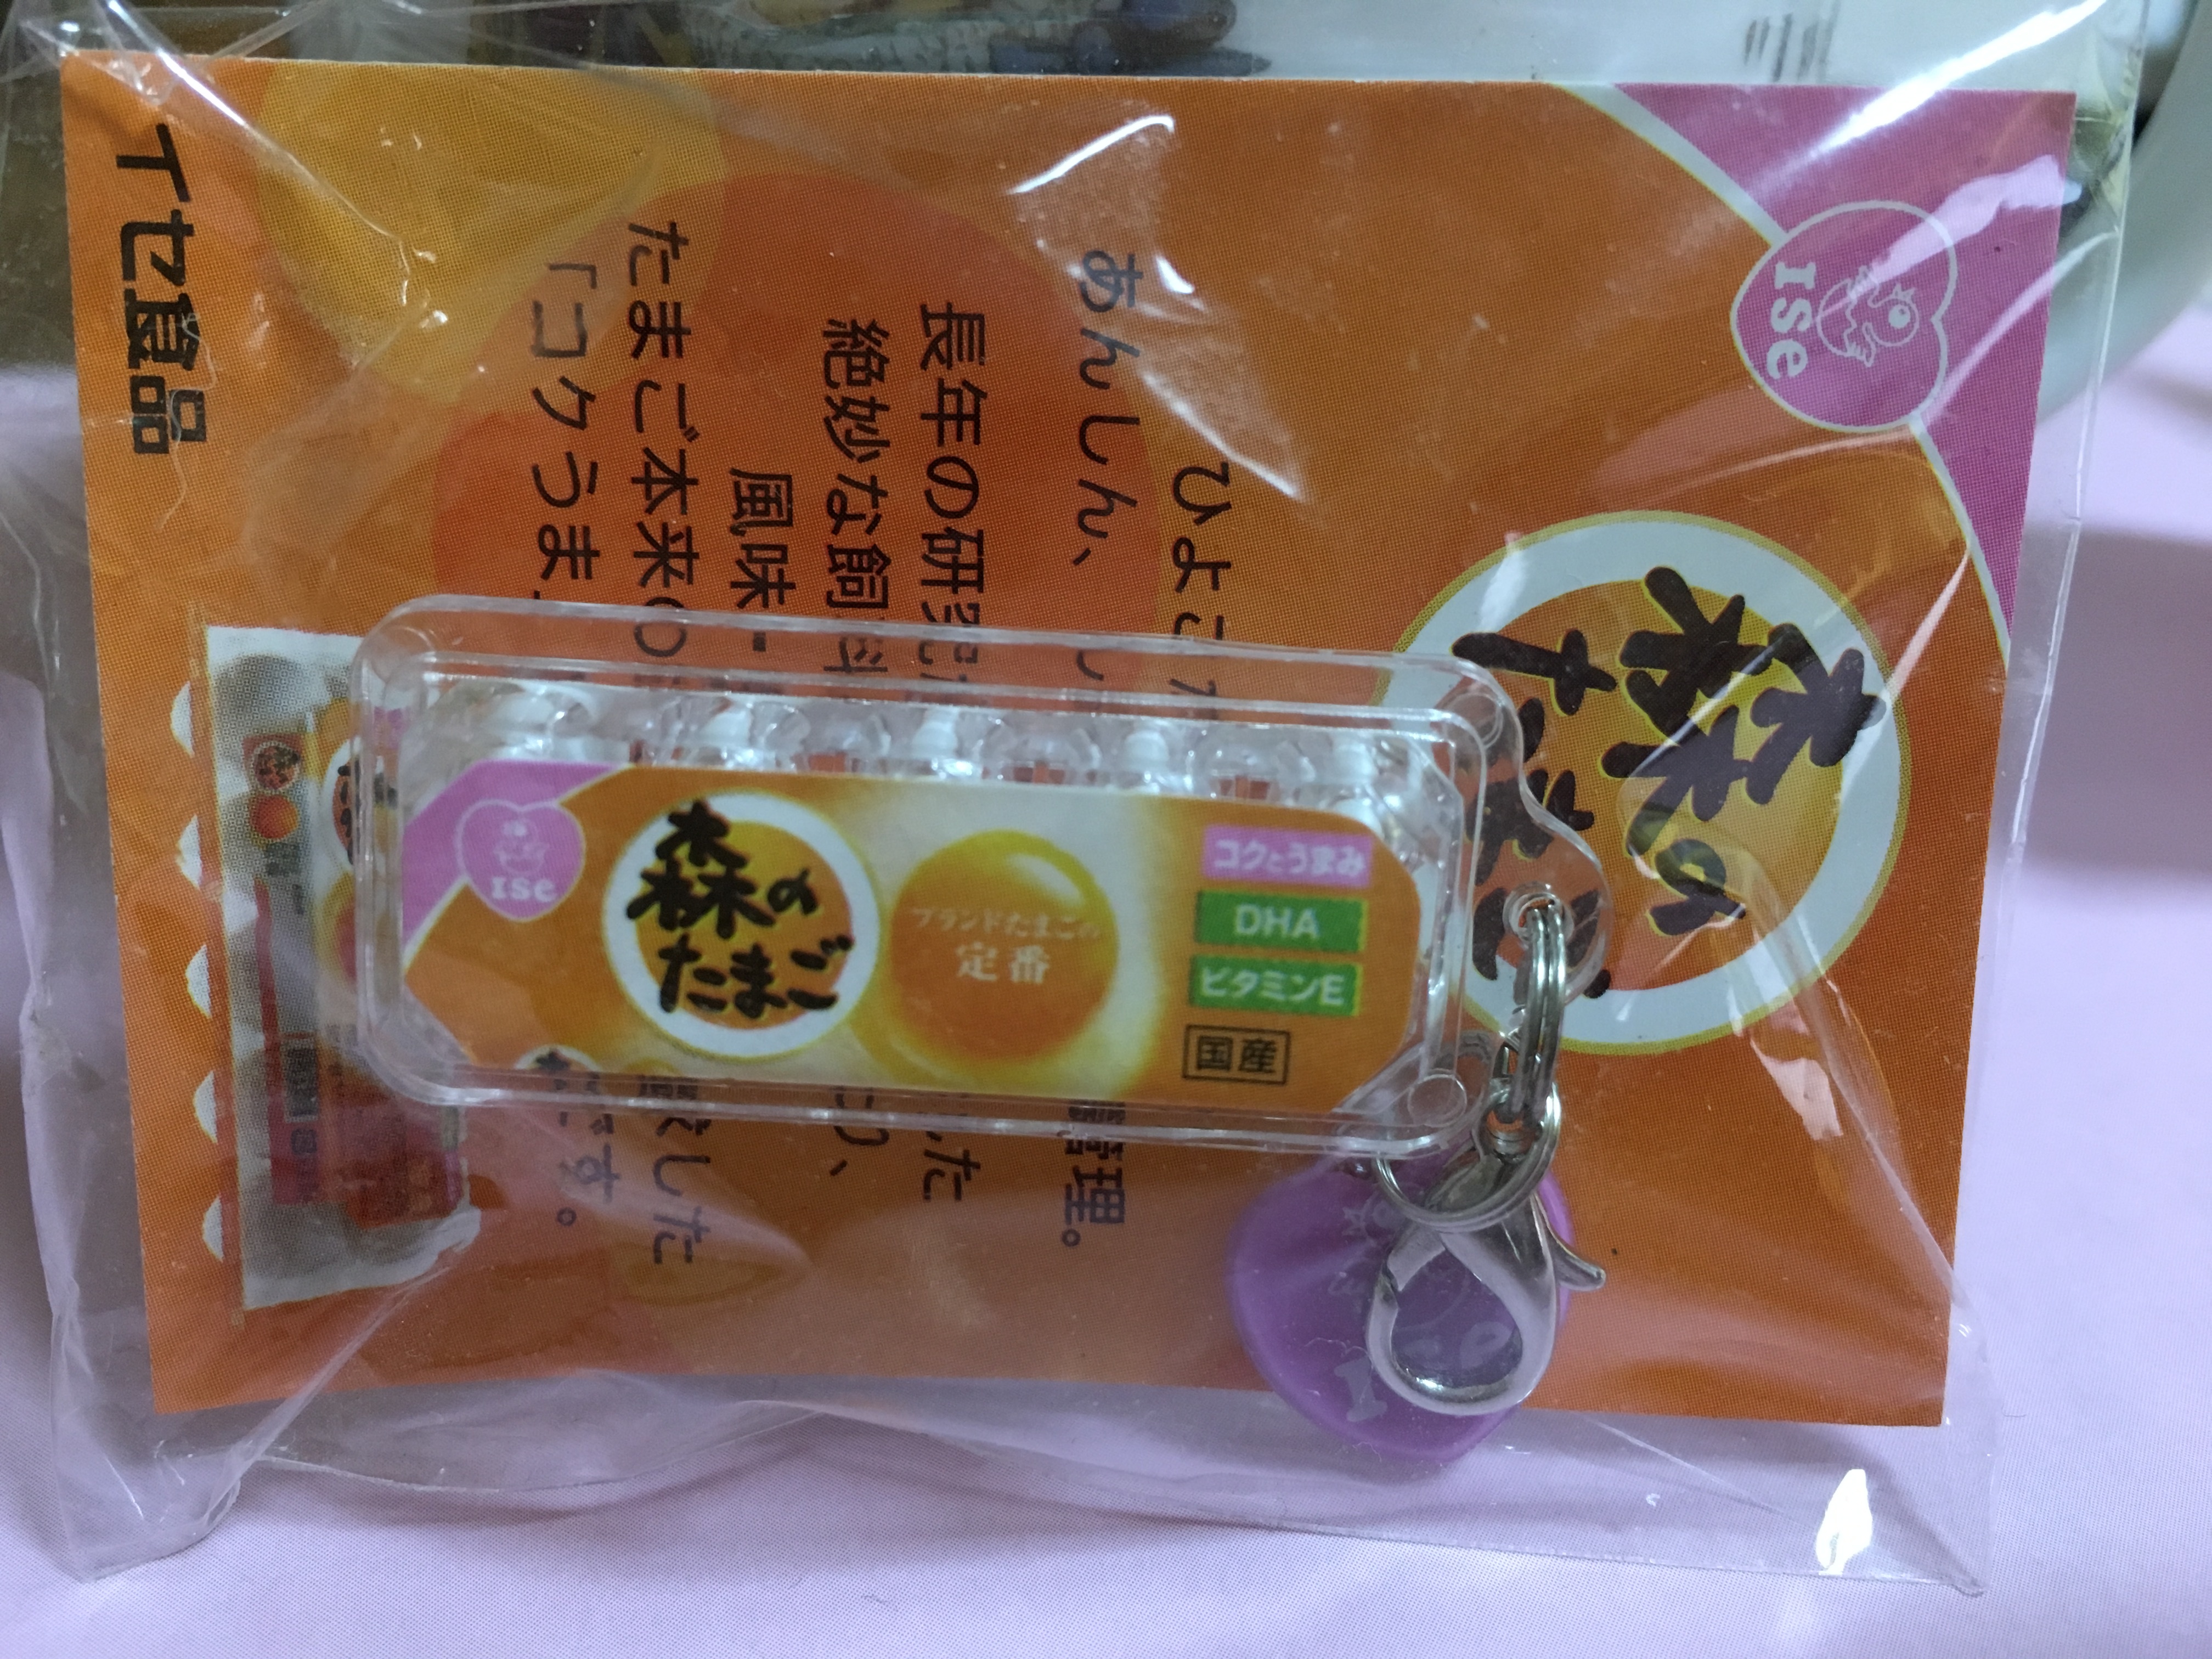 ISE
森の
たまご
ひよこ
あんしん、
管理。
長年の研究
した
絶妙な飼料
風味
たまご本来の
した
「コクうま
です。
イセ食品
ISE
森の
たまご
ブランドたまごの
定番
コクとうまみ
DHA
ビタミンE
国産